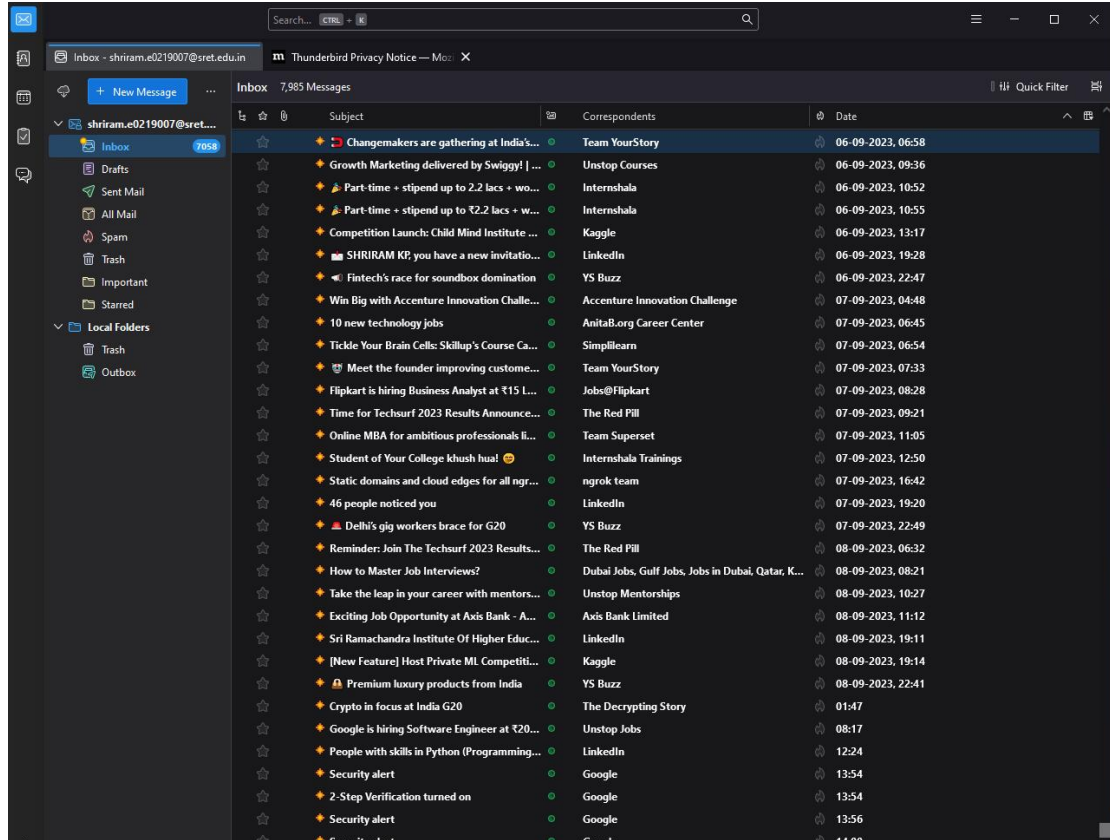 Search... CTRL + K
Inbox - shriram.e0219007@sret.edu.in
m Thunderbird Privacy Notice — Moz
+ New Message ...
shriram.e0219007@sret....
Inbox 7058
Drafts
Sent Mail
All Mail
Spam
Trash
Important
Starred
Local Folders
Trash
Outbox
Inbox 7,985 Messages Quick Filter
Subject Correspondents Date
Changemakers are gathering at India's... Team YourStory 06-09-2023, 06:58
Growth Marketing delivered by Swiggy! | ... Unstop Courses 06-09-2023, 09:36
Part-time + stipend up to 2.2 lacs + wo... Internshala 06-09-2023, 10:52
Part-time + stipend up to ₹2.2 lacs + w... Internshala 06-09-2023, 10:55
Competition Launch: Child Mind Institute ... Kaggle 06-09-2023, 13:17
SHRIRAM KP, you have a new invitatio... LinkedIn 06-09-2023, 19:28
Fintech's race for soundbox domination YS Buzz 06-09-2023, 22:47
Win Big with Accenture Innovation Challe... Accenture Innovation Challenge 07-09-2023, 04:48
10 new technology jobs AnitaB.org Career Center 07-09-2023, 06:45
Tickle Your Brain Cells: Skillup's Course Ca... Simplilearn 07-09-2023, 06:54
Meet the founder improving custome... Team YourStory 07-09-2023, 07:33
Flipkart is hiring Business Analyst at ₹15 L... Jobs@Flipkart 07-09-2023, 08:28
Time for Techsurf 2023 Results Announce... The Red Pill 07-09-2023, 09:21
Online MBA for ambitious professionals li... Team Superset 07-09-2023, 11:05
Student of Your College khush hua! 😄 Internshala Trainings 07-09-2023, 12:50
Static domains and cloud edges for all ngr... ngrok team 07-09-2023, 16:42
46 people noticed you LinkedIn 07-09-2023, 19:20
Delhi's gig workers brace for G20 YS Buzz 07-09-2023, 22:49
Reminder: Join The Techsurf 2023 Results... The Red Pill 08-09-2023, 06:32
How to Master Job Interviews? Dubai Jobs, Gulf Jobs, Jobs in Dubai, Qatar, K... 08-09-2023, 08:21
Take the leap in your career with mentors... Unstop Mentorships 08-09-2023, 10:27
Exciting Job Opportunity at Axis Bank - A... Axis Bank Limited 08-09-2023, 11:12
Sri Ramachandra Institute Of Higher Educ... LinkedIn 08-09-2023, 19:11
[New Feature] Host Private ML Competiti... Kaggle 08-09-2023, 19:14
Premium luxury products from India YS Buzz 08-09-2023, 22:41
Crypto in focus at India G20 The Decrypting Story 01:47
Google is hiring Software Engineer at ₹20... Unstop Jobs 08:17
People with skills in Python (Programming... LinkedIn 12:24
Security alert Google 13:54
2-Step Verification turned on Google 13:54
Security alert Google 13:56